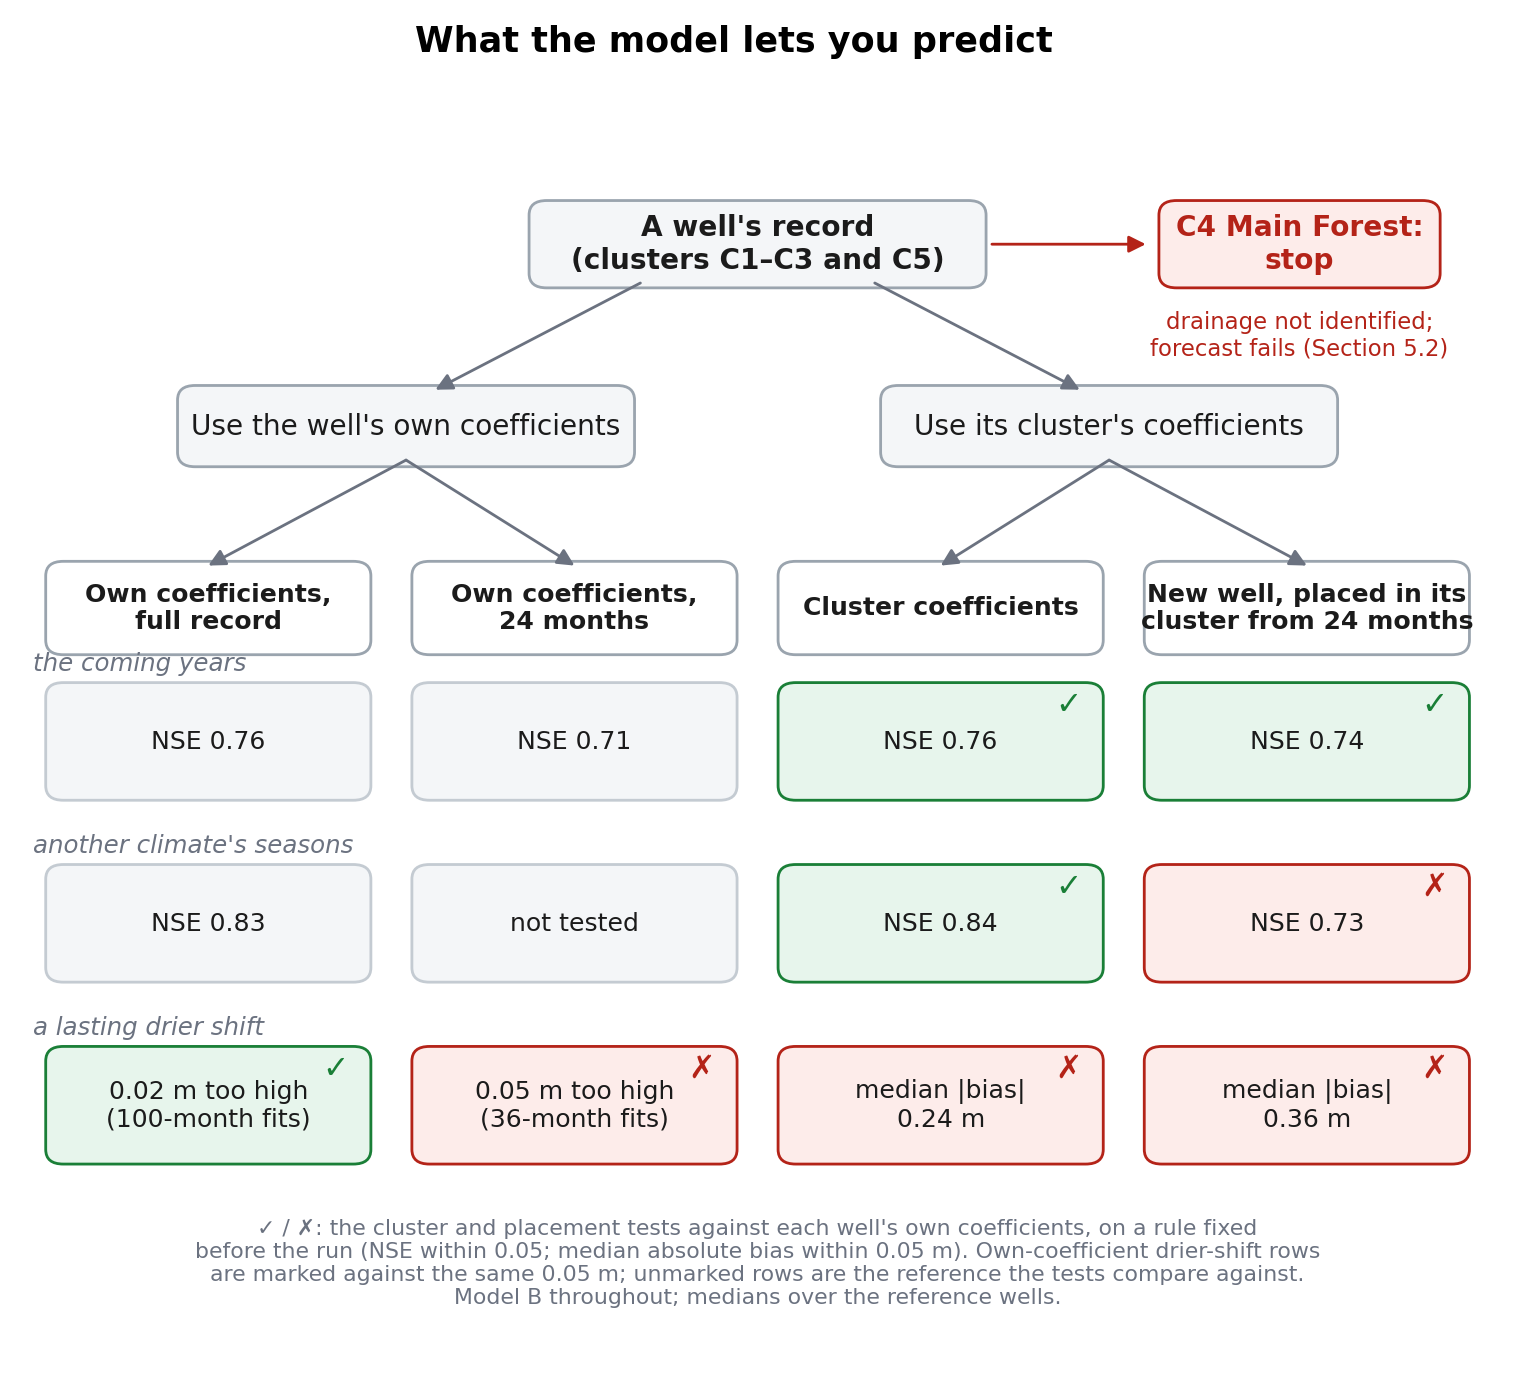 What the model lets you predict
A well's record
(clusters C1–C3 and C5)
C4 Main Forest:
stop
drainage not identified;
forecast fails (Section 5.2)
Use the well's own coefficients
Use its cluster's coefficients
Own coefficients,
full record
Own coefficients,
24 months
Cluster coefficients
New well, placed in its
cluster from 24 months
the coming years
NSE 0.76
NSE 0.71
✓
NSE 0.76
✓
NSE 0.74
another climate's seasons
NSE 0.83
not tested
✓
NSE 0.84
✗
NSE 0.73
a lasting drier shift
✓
0.02 m too high
(100-month fits)
✗
0.05 m too high
(36-month fits)
✗
median |bias|
0.24 m
✗
median |bias|
0.36 m
✓ / ✗: the cluster and placement tests against each well's own coefficients, on a rule fixed
before the run (NSE within 0.05; median absolute bias within 0.05 m). Own-coefficient drier-shift rows
are marked against the same 0.05 m; unmarked rows are the reference the tests compare against.
Model B throughout; medians over the reference wells.